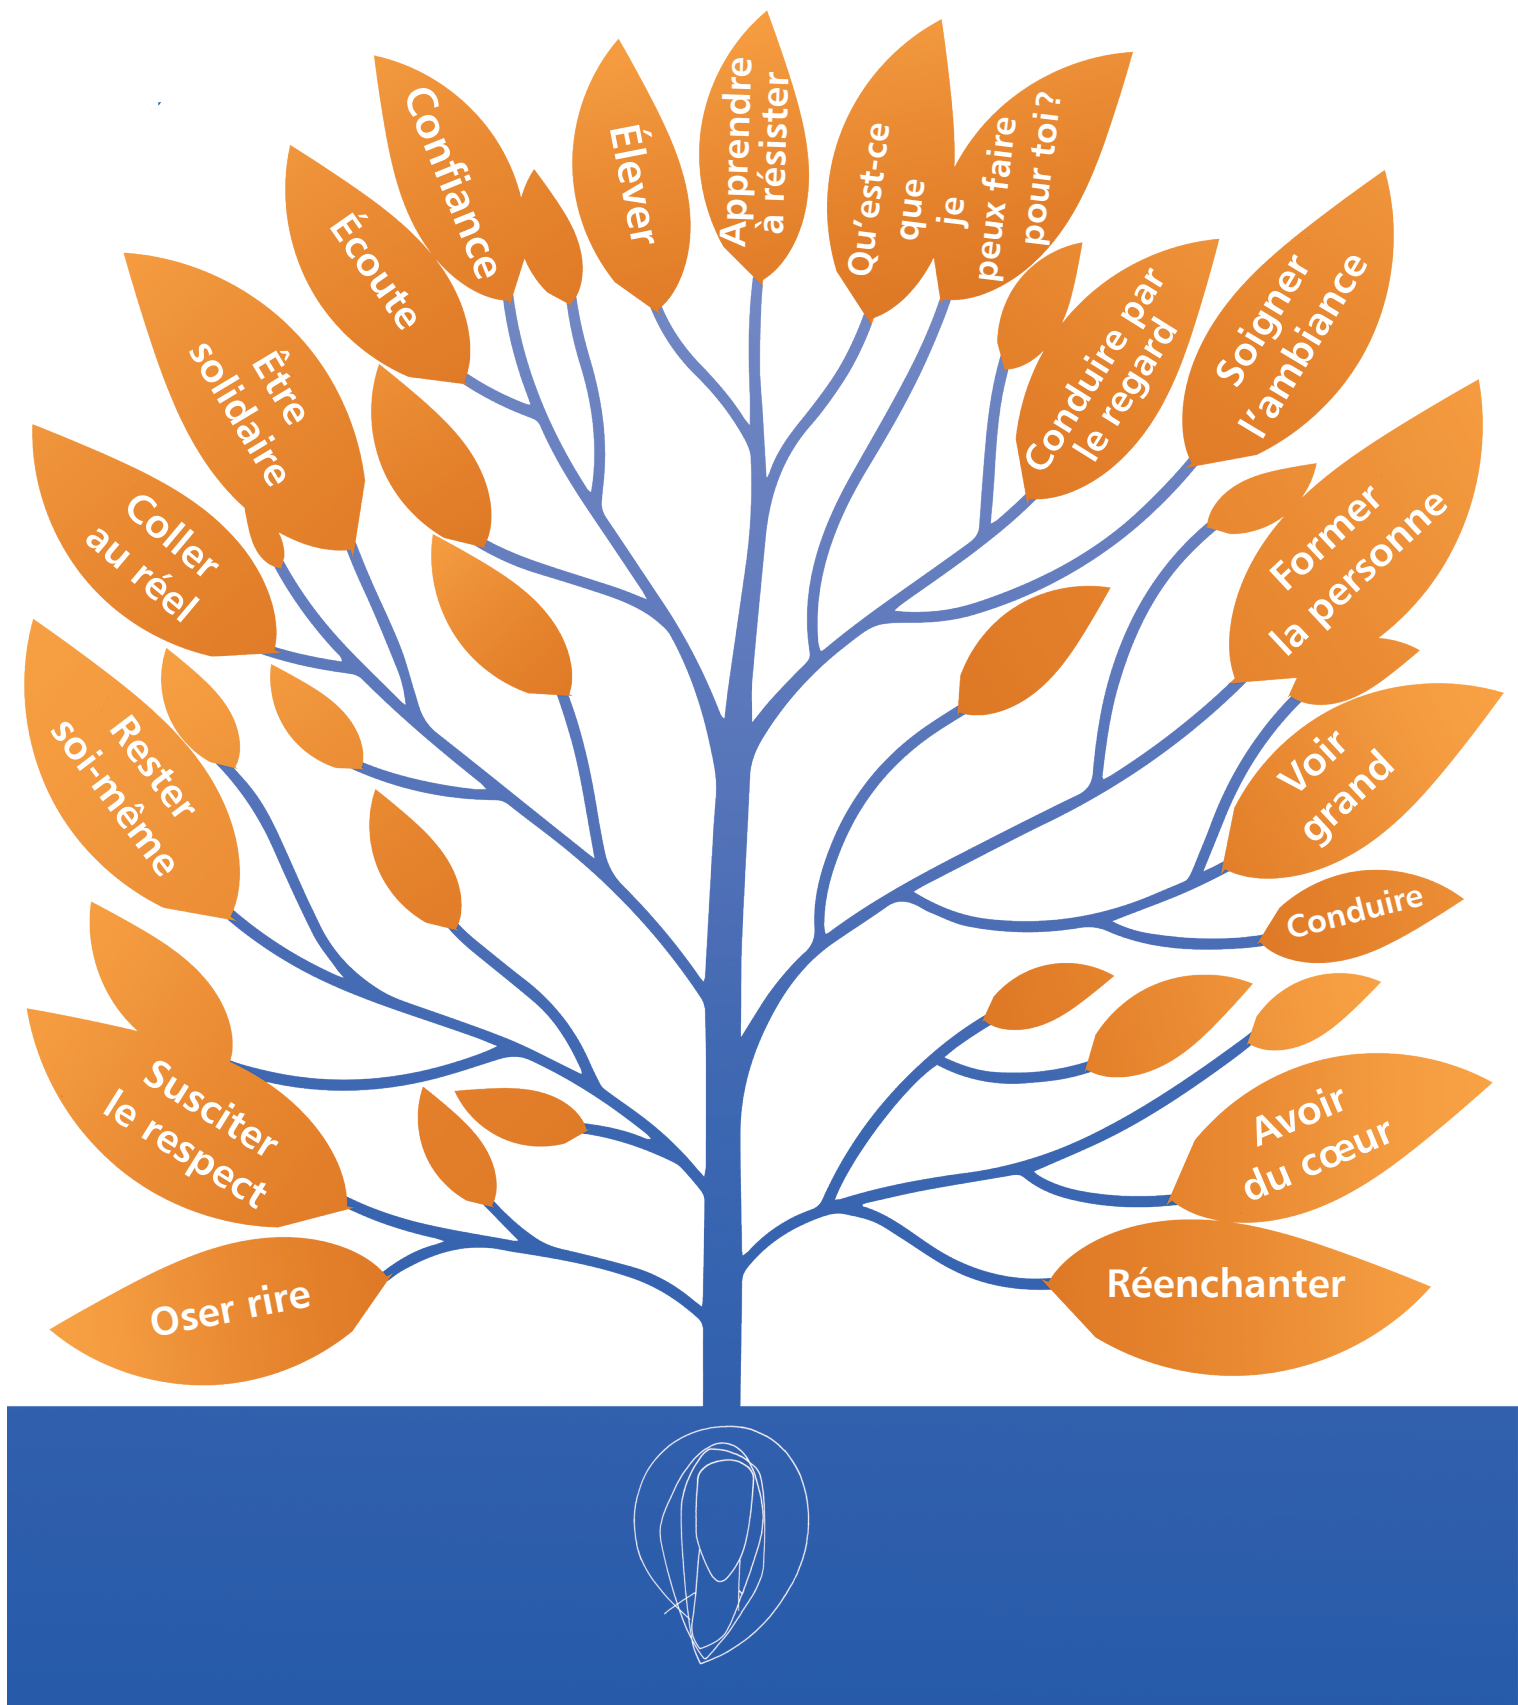 Oser rire
Susciter
le respect
Rester
soi-même
Coller
au réel
Être
solidaire
Écoute
Confiance
Élever
Apprendre
à résister
Qu'est-ce
que
je
peux faire
pour toi?
Conduire par
le regard
Soigner
l'ambiance
Former
la personne
Voir
grand
Conduire
Avoir
du cœur
Réenchanter